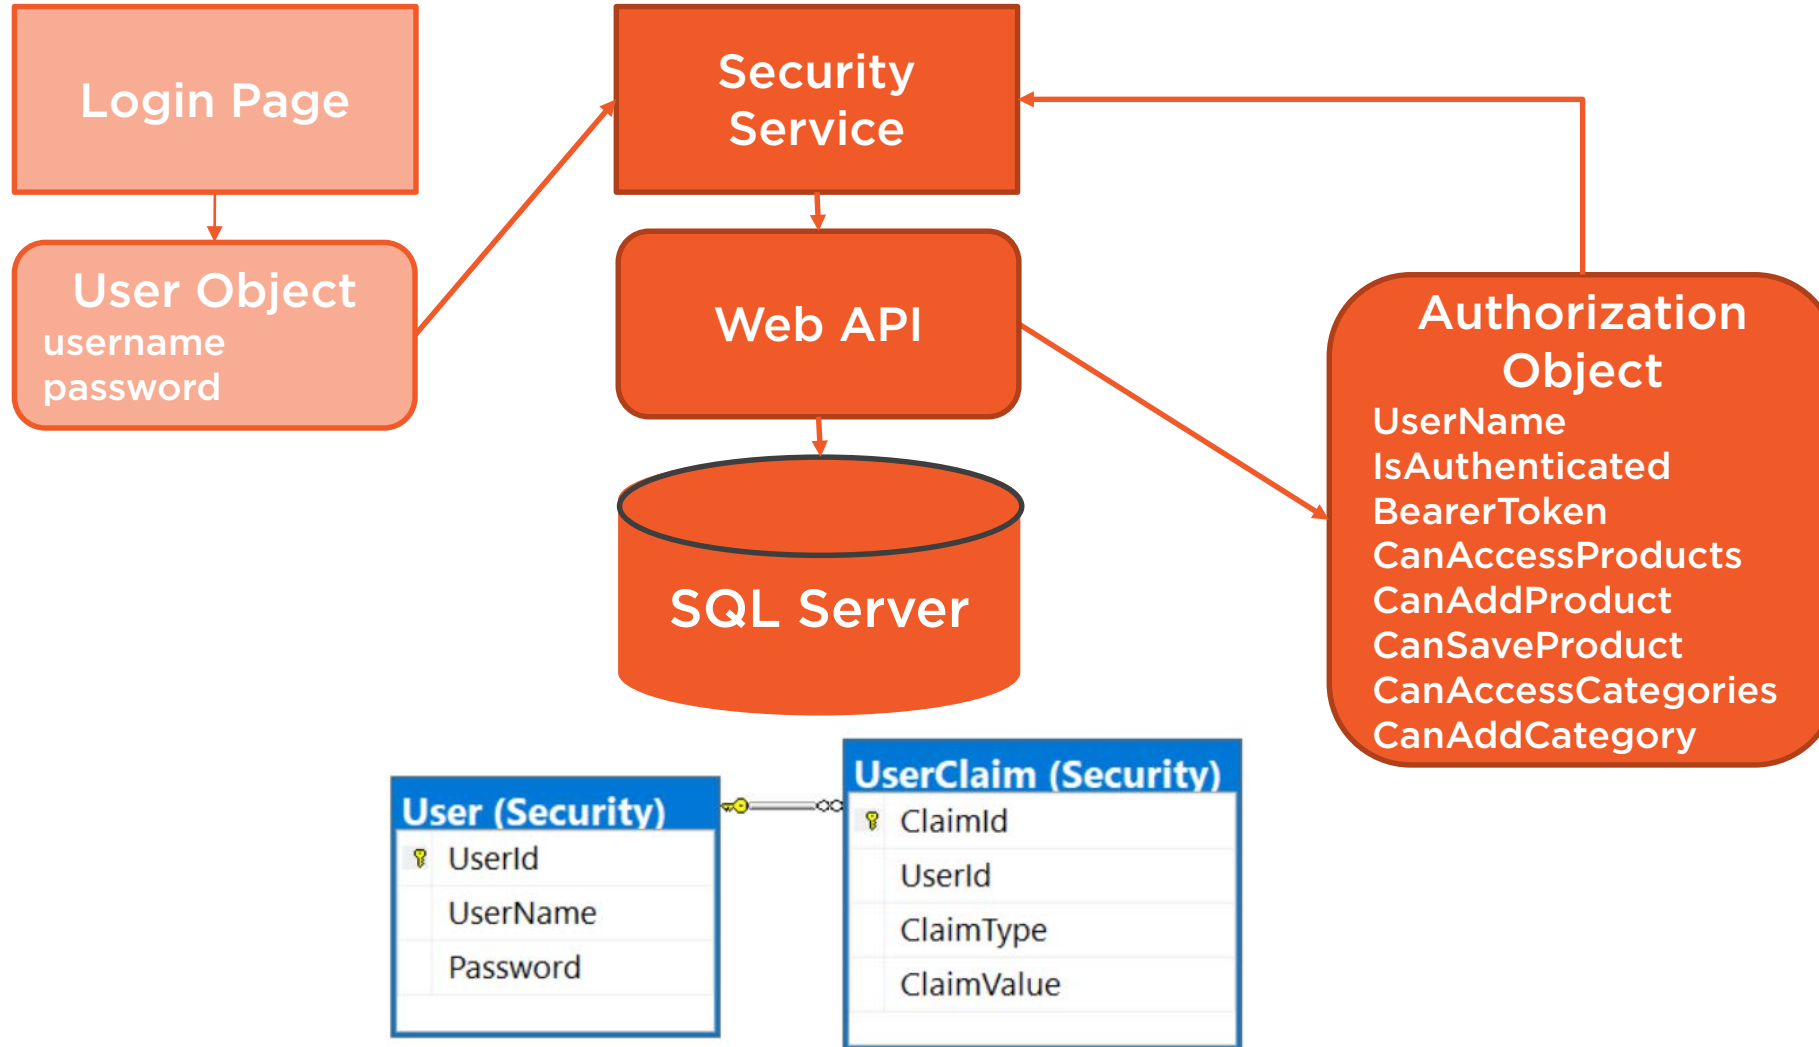 Login Page
User Object
username
password
Security
Service
Web API
SQL Server
Authorization
Object
UserName
IsAuthenticated
BearerToken
CanAccessProducts
CanAddProduct
CanSaveProduct
CanAccessCategories
CanAddCategory
User (Security)
UserId
UserName
Password
UserClaim (Security)
ClaimId
UserId
ClaimType
ClaimValue